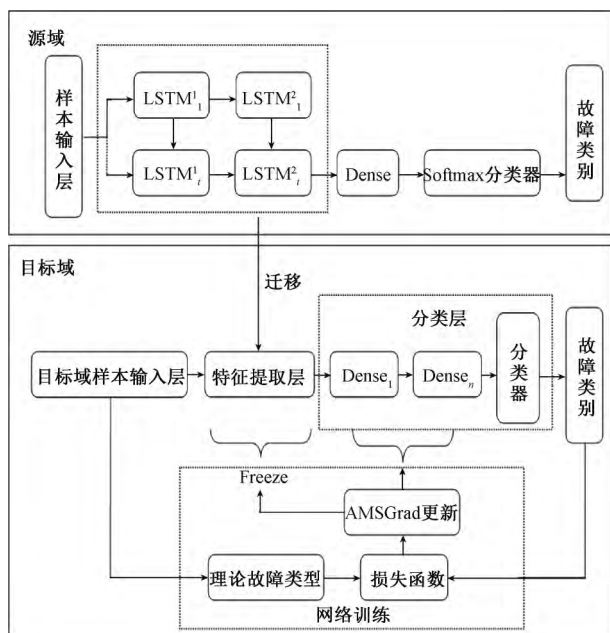 源域
样本输入层
LSTM¹₁
LSTM²₁
LSTM¹ₜ
LSTM²ₜ
Dense
Softmax分类器
故障类别
目标域
迁移
分类层
目标域样本输入层
特征提取层
Dense₁
Denseₙ
分类器
故障类别
Freeze
AMSGrad更新
理论故障类型
损失函数
网络训练